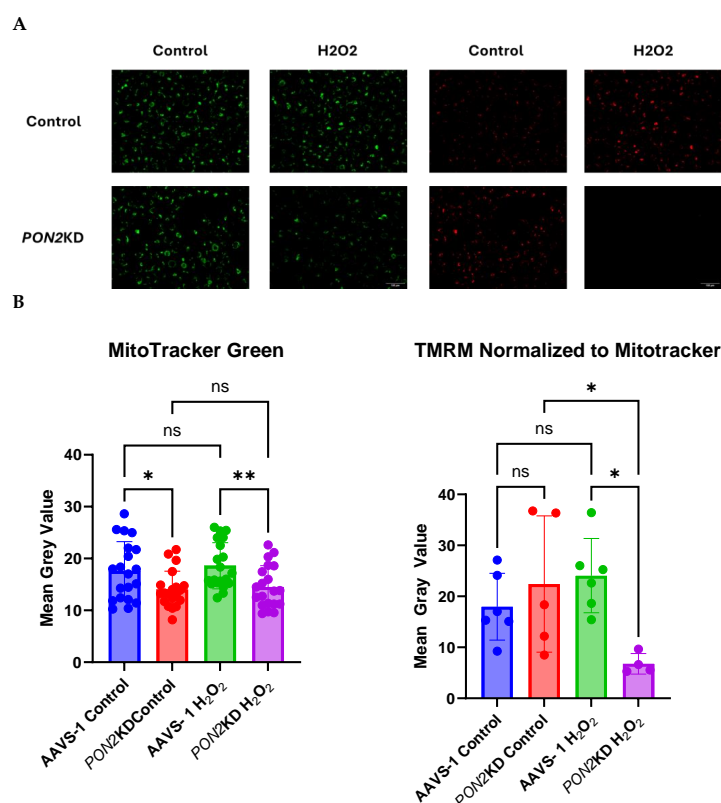 A
Control H2O2 Control H2O2
Control
PON2KD
B
MitoTracker Green
ns
ns
* **
Mean Grey Value
40
30
20
10
0
AAVS-1 Control
PON2KDControl
AAVS- 1 H₂O₂
PON2KD H₂O₂
TMRM Normalized to Mitotracker
*
ns
ns *
Mean Gray Value
40
30
20
10
0
AAVS-1 Control
PON2KD Control
AAVS- 1 H₂O₂
PON2KD H₂O₂